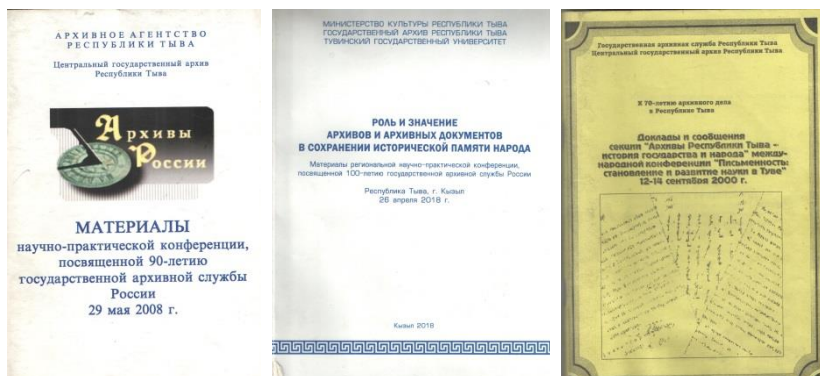 АРХИВНОЕ АГЕНТСТВО
РЕСПУБЛИКИ ТЫВА
Центральный государственный архив
Республики Тыва
Архивы
России
МАТЕРИАЛЫ
научно-практической конференции,
посвященной 90-летию
государственной архивной службы
России
29 мая 2008 г.
МИНИСТЕРСТВО КУЛЬТУРЫ РЕСПУБЛИКИ ТЫВА
ГОСУДАРСТВЕННЫЙ АРХИВ РЕСПУБЛИКИ ТЫВА
ТУВИНСКИЙ ГОСУДАРСТВЕННЫЙ УНИВЕРСИТЕТ
РОЛЬ И ЗНАЧЕНИЕ
АРХИВОВ И АРХИВНЫХ ДОКУМЕНТОВ
В СОХРАНЕНИИ ИСТОРИЧЕСКОЙ ПАМЯТИ НАРОДА
Материалы региональной научно-практической конференции,
посвященной 100-летию государственной архивной службы России
Республика Тыва, г. Кызыл
26 апреля 2018 г.
Кызыл 2018
Государственная архивная служба Республики Тыва
Центральный государственный архив Республики Тыва
К 70-летию архивного дела
в Республике Тыва
Доклады и сообщения
секции "Архивы Республики Тыва –
история государства и народа" между-
народной конференции "Письменность:
становление и развитие науки в Туве"
12-14 сентября 2000 г.